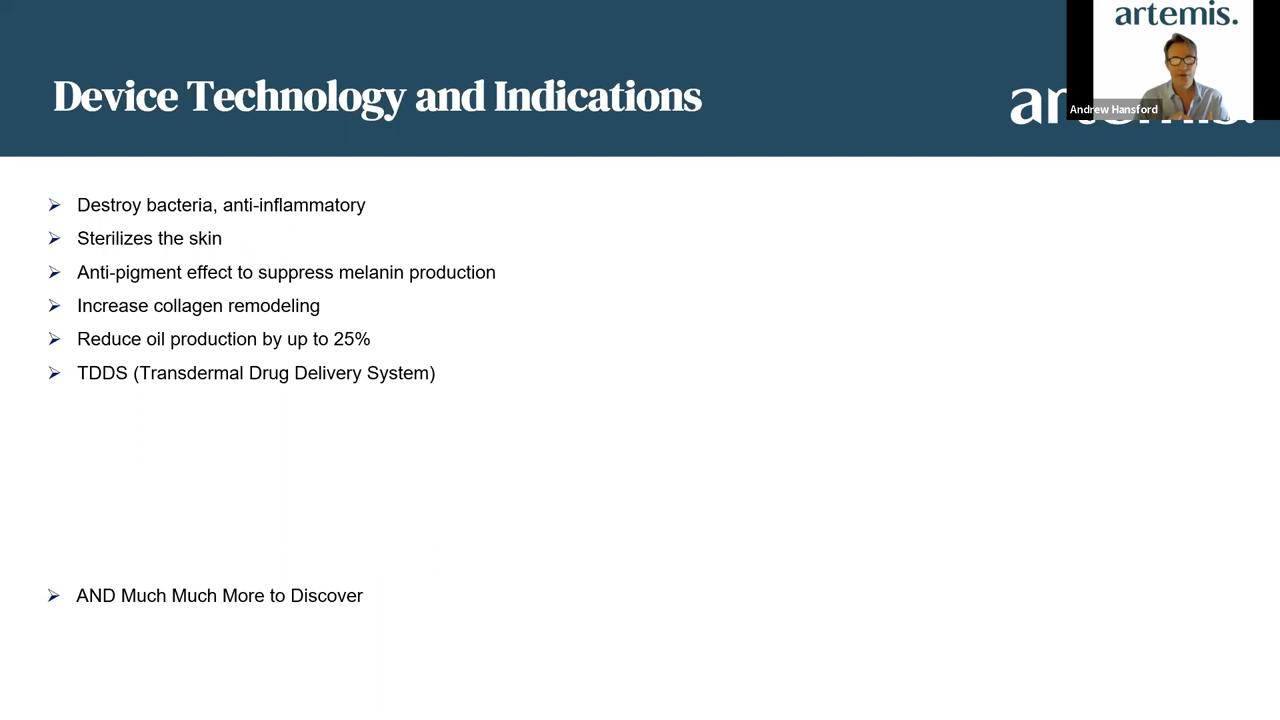 artemis.
Device Technology and Indications
Andrew Hansford
Destroy bacteria, anti-inflammatory
Sterilizes the skin
Anti-pigment effect to suppress melanin production
Increase collagen remodeling
Reduce oil production by up to 25%
TDDS (Transdermal Drug Delivery System)
AND Much Much More to Discover